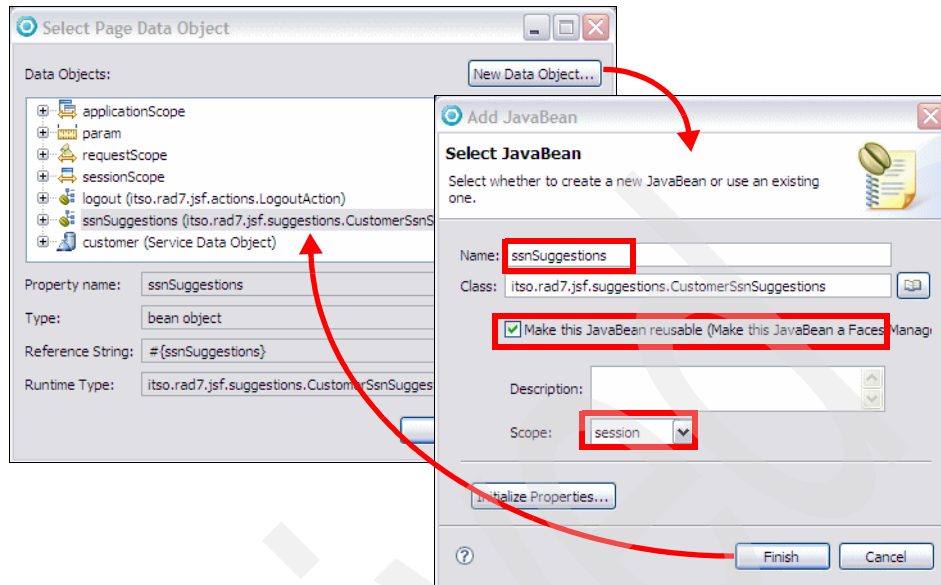 Select Page Data Object
Data Objects:
New Data Object...
applicationScope
param
requestScope
sessionScope
logout (itso.rad7.jsf.actions.LogoutAction)
ssnSuggestions (itso.rad7.jsf.suggestions.CustomerSsnS
customer (Service Data Object)
Property name: ssnSuggestions
Type: bean object
Reference String: #{ssnSuggestions}
Runtime Type: itso.rad7.jsf.suggestions.CustomerSsnSugges
Add JavaBean
Select JavaBean
Select whether to create a new JavaBean or use an existing
one.
Name: ssnSuggestions
Class: itso.rad7.jsf.suggestions.CustomerSsnSuggestions
Make this JavaBean reusable (Make this JavaBean a Faces Manag
Description:
Scope: session
Initialize Properties...
Finish Cancel